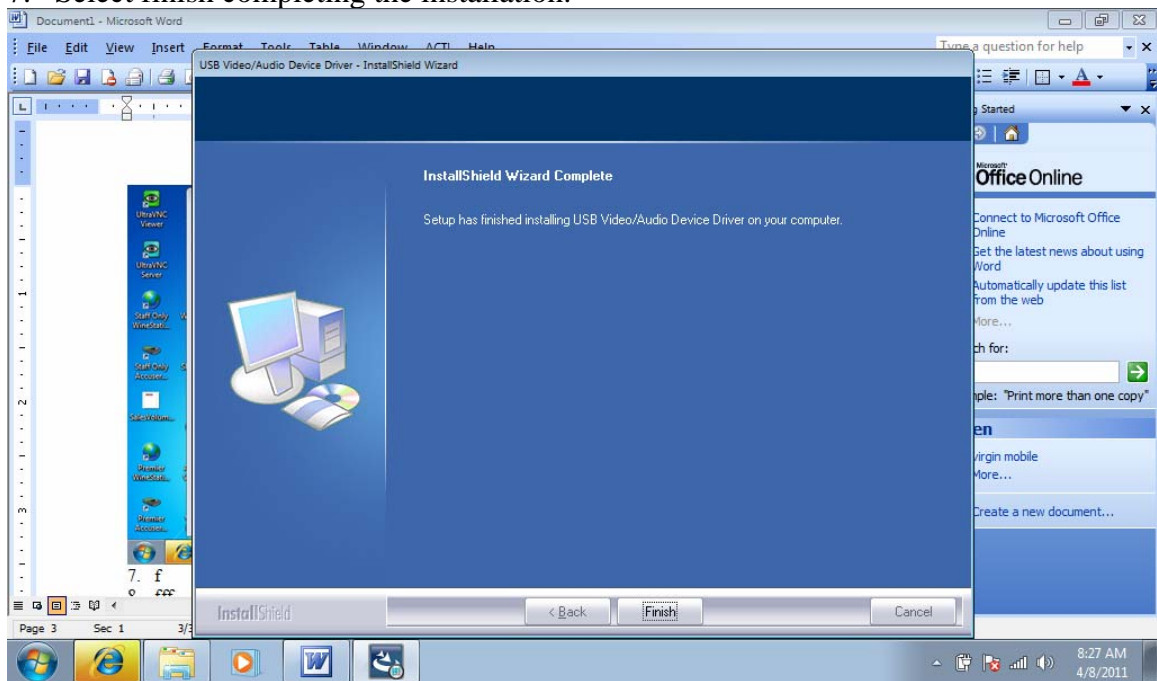 7. Select finish completing the installation.
Document1 - Microsoft Word
File Edit View Insert Format Tools Table Window ACT! Help
Type a question for help
USB Video/Audio Device Driver - InstallShield Wizard
Started
InstallShield Wizard Complete
Setup has finished installing USB Video/Audio Device Driver on your computer.
Microsoft
Office Online
Connect to Microsoft Office
Online
Get the latest news about using
Word
Automatically update this list
from the web
More...
ch for:
mple: "Print more than one copy"
en
virgin mobile
More...
Create a new document...
UltraVNC
Viewer
UltraVNC
Server
Staff Only
Staff Only
7. f
8. fff
InstallShield
< Back Finish Cancel
Page 3 Sec 1 3/3
8:27 AM
4/8/2011